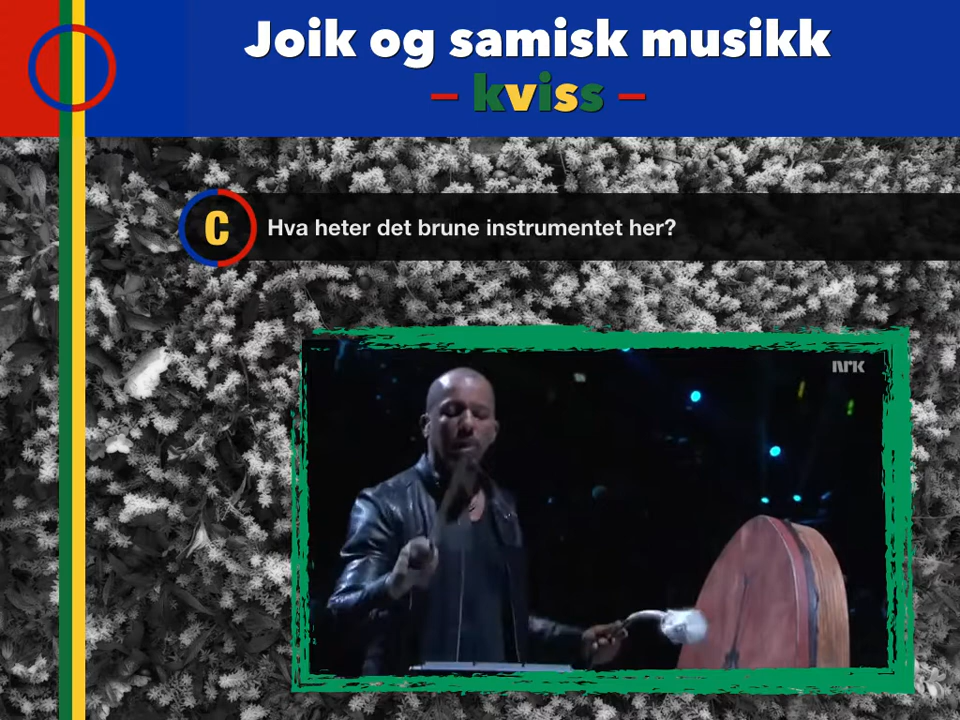 Joik og samisk musikk
– kviss –
C
Hva heter det brune instrumentet her?
nrk